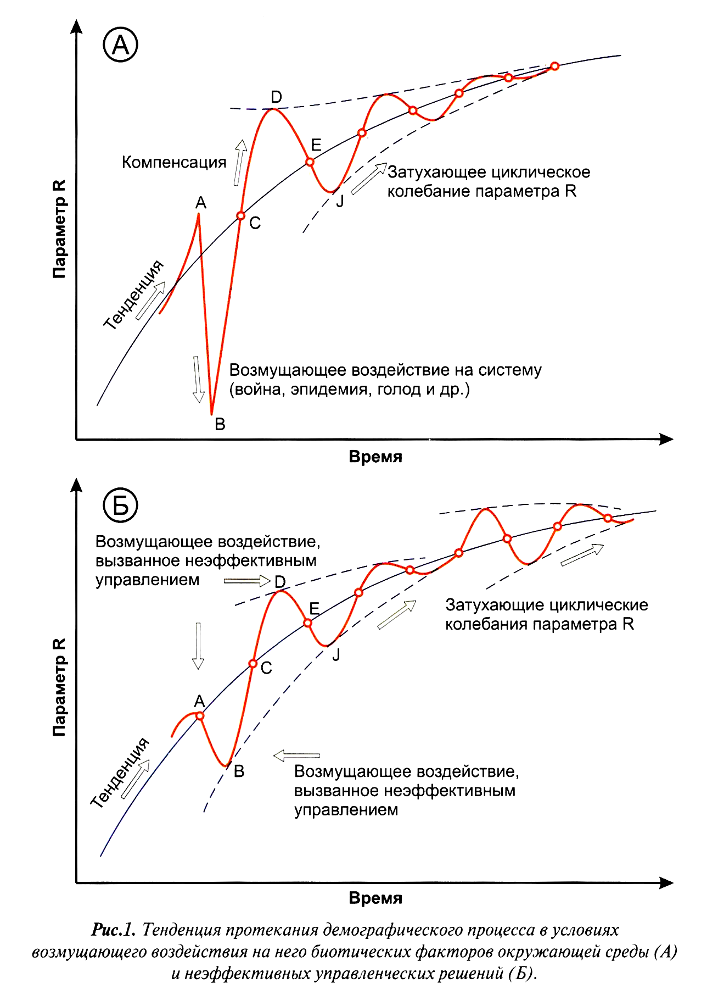 А
D
E
Компенсация
Затухающее циклическое
колебание параметра R
J
A
C
Параметр R
Тенденция
Возмущающее воздействие на систему
(война, эпидемия, голод и др.)
B
Время
Б
Возмущающее воздействие,
вызванное неэффективным
управлением
D
E
Затухающие циклические
колебания параметра R
J
C
A
Параметр R
Тенденция
B
Возмущающее воздействие,
вызванное неэффективным
управлением
Время
Рис.1. Тенденция протекания демографического процесса в условиях
возмущающего воздействия на него биотических факторов окружающей среды (А)
и неэффективных управленческих решений (Б).